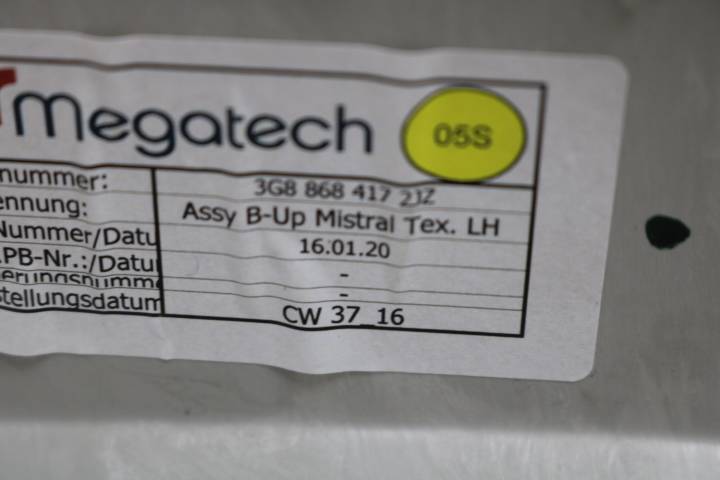 megatech 05S
nummer: 3G8 868 417 2JZ
ennung: Assy B-Up Mistral Tex. LH
Nummer/Datu 16.01.20
PB-Nr.:/Datu -
erungsnumm -
stellungsdatum CW 37_16